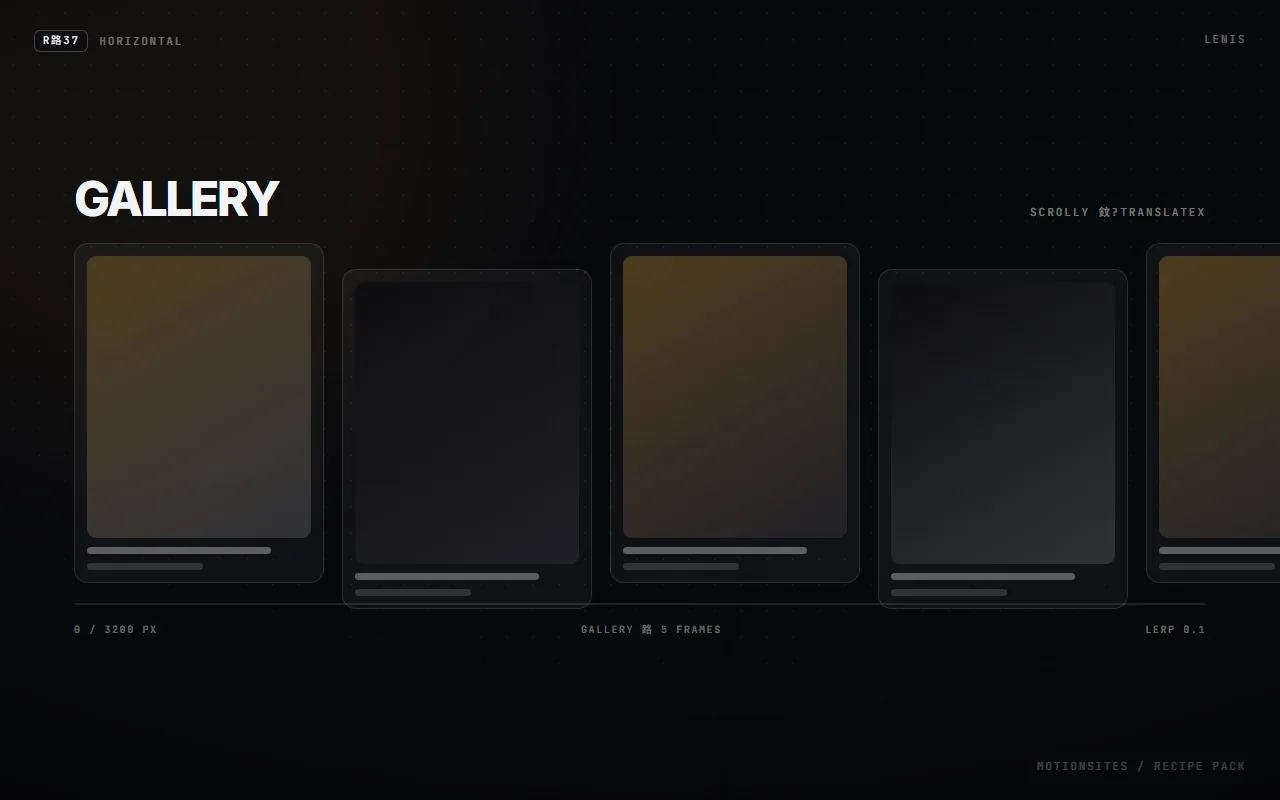 R路37 HORIZONTAL
LENIS
GALLERY
SCROLLY 鈫?TRANSLATEX
0 / 3200 PX
GALLERY 路 5 FRAMES
LERP 0.1
MOTIONSITES / RECIPE PACK